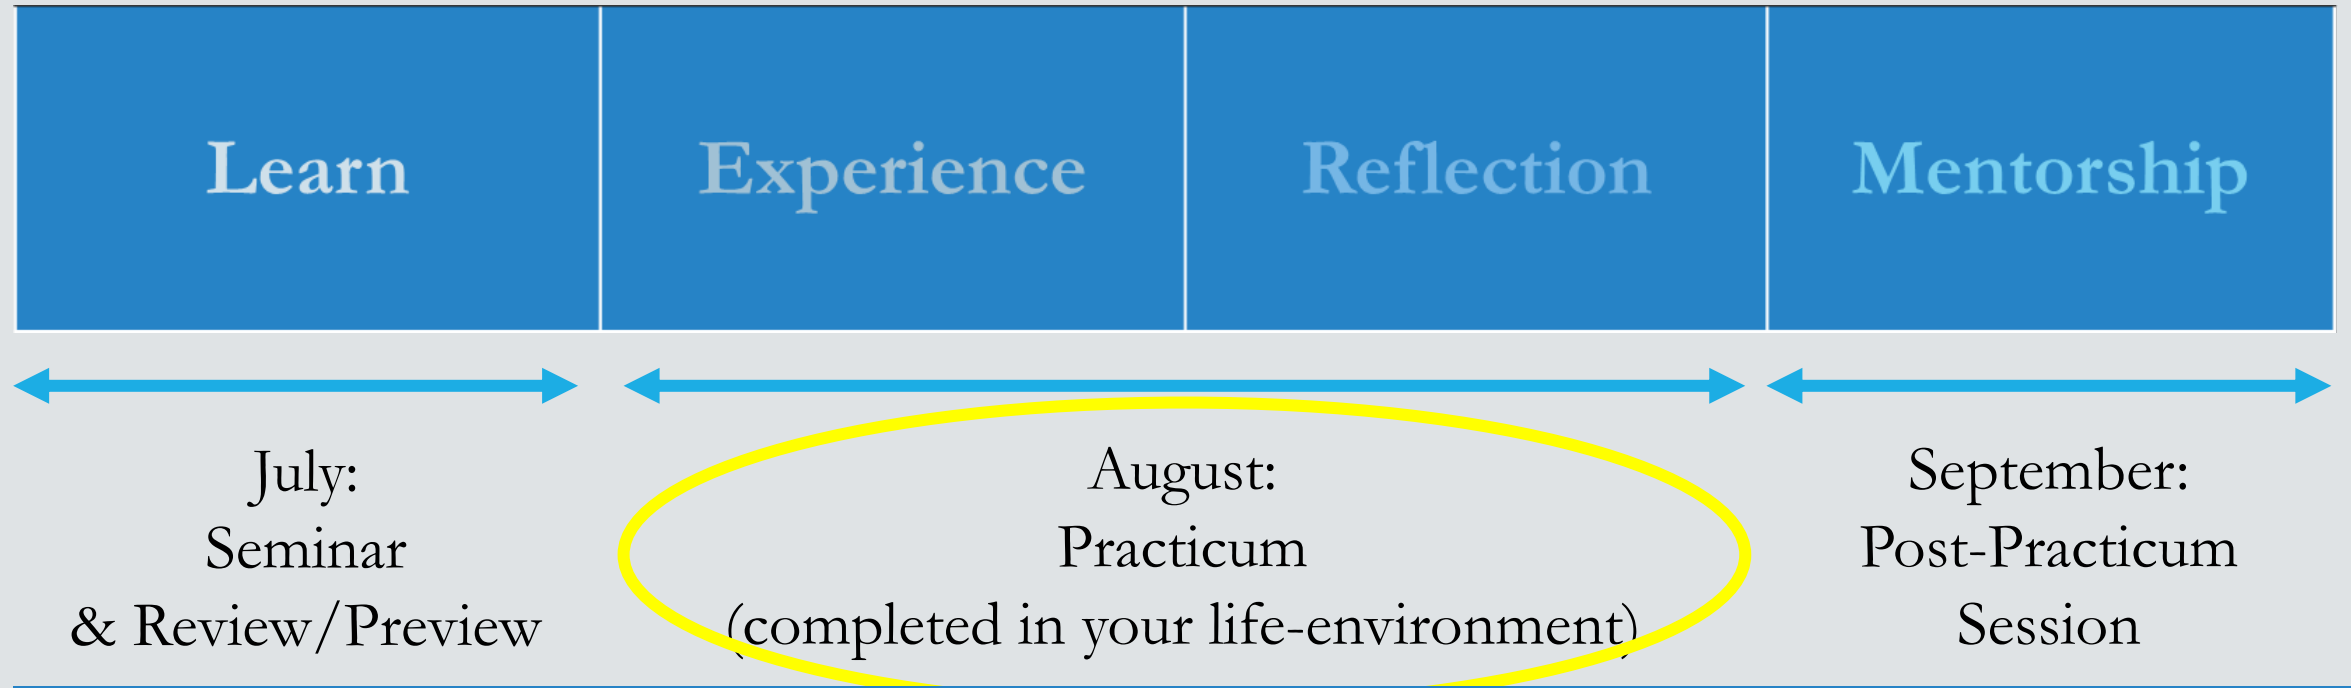 Learn
Experience
Reflection
Mentorship
July:
Seminar
& Review/Preview
August:
Practicum
(completed in your life-environment)
September:
Post-Practicum
Session